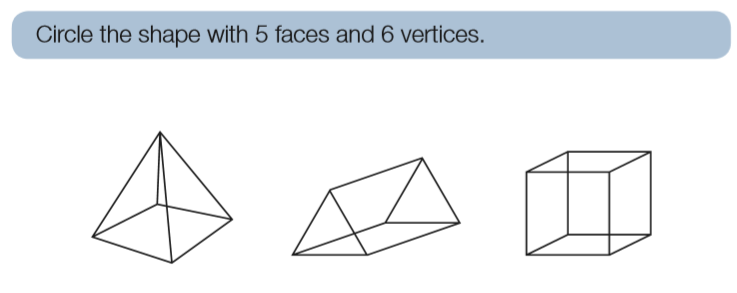 Circle the shape with 5 faces and 6 vertices.